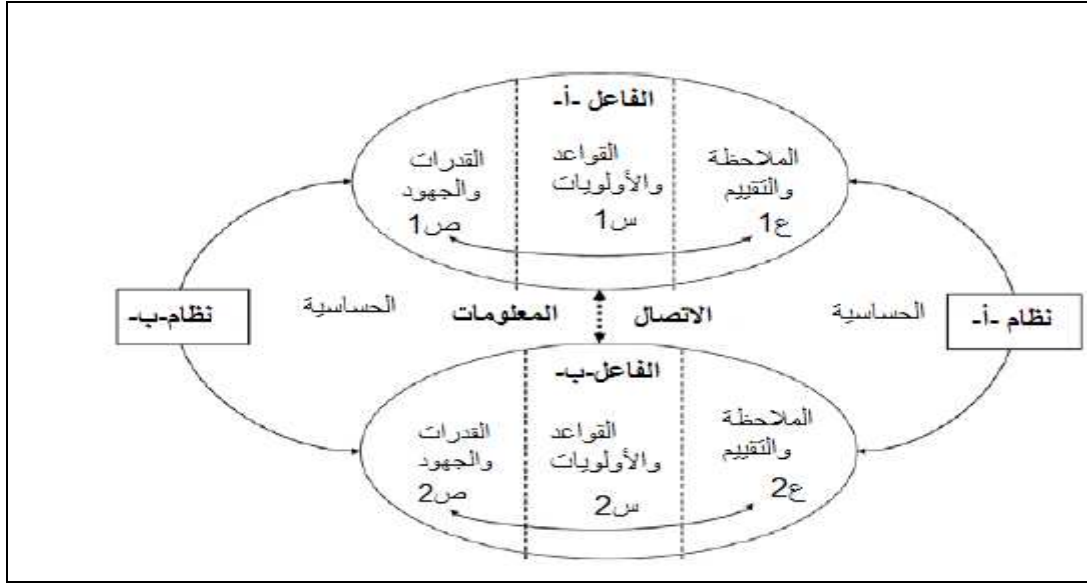 الفاعل -أ-
الملاحظة
والتقييم
ع1
القواعد
والأولويات
س1
القدرات
والجهود
ص1
نظام -أ-
الحساسية
الاتصال
المعلومات
الحساسية
نظام-ب-
الفاعل-ب-
الملاحظة
والتقييم
ع2
القواعد
والأولويات
س2
القدرات
والجهود
ص2